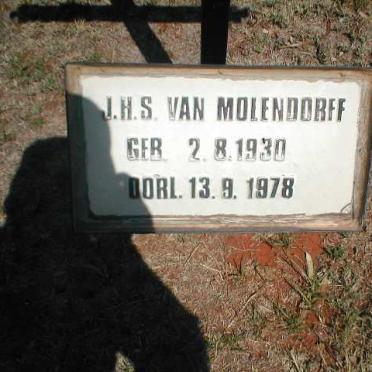 J.H.S. VAN MOLENDORFF
GEB. 2.8.1930
OORL. 13.9.1978